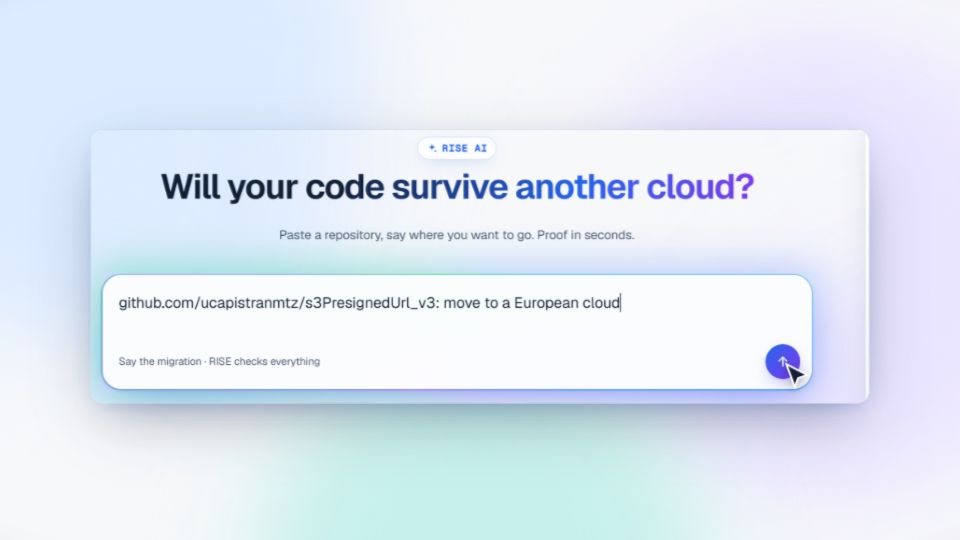 RISE AI
Will your code survive another cloud?
Paste a repository, say where you want to go. Proof in seconds.
github.com/ucapistranmtz/s3PresignedUrl_v3: move to a European cloud
Say the migration · RISE checks everything